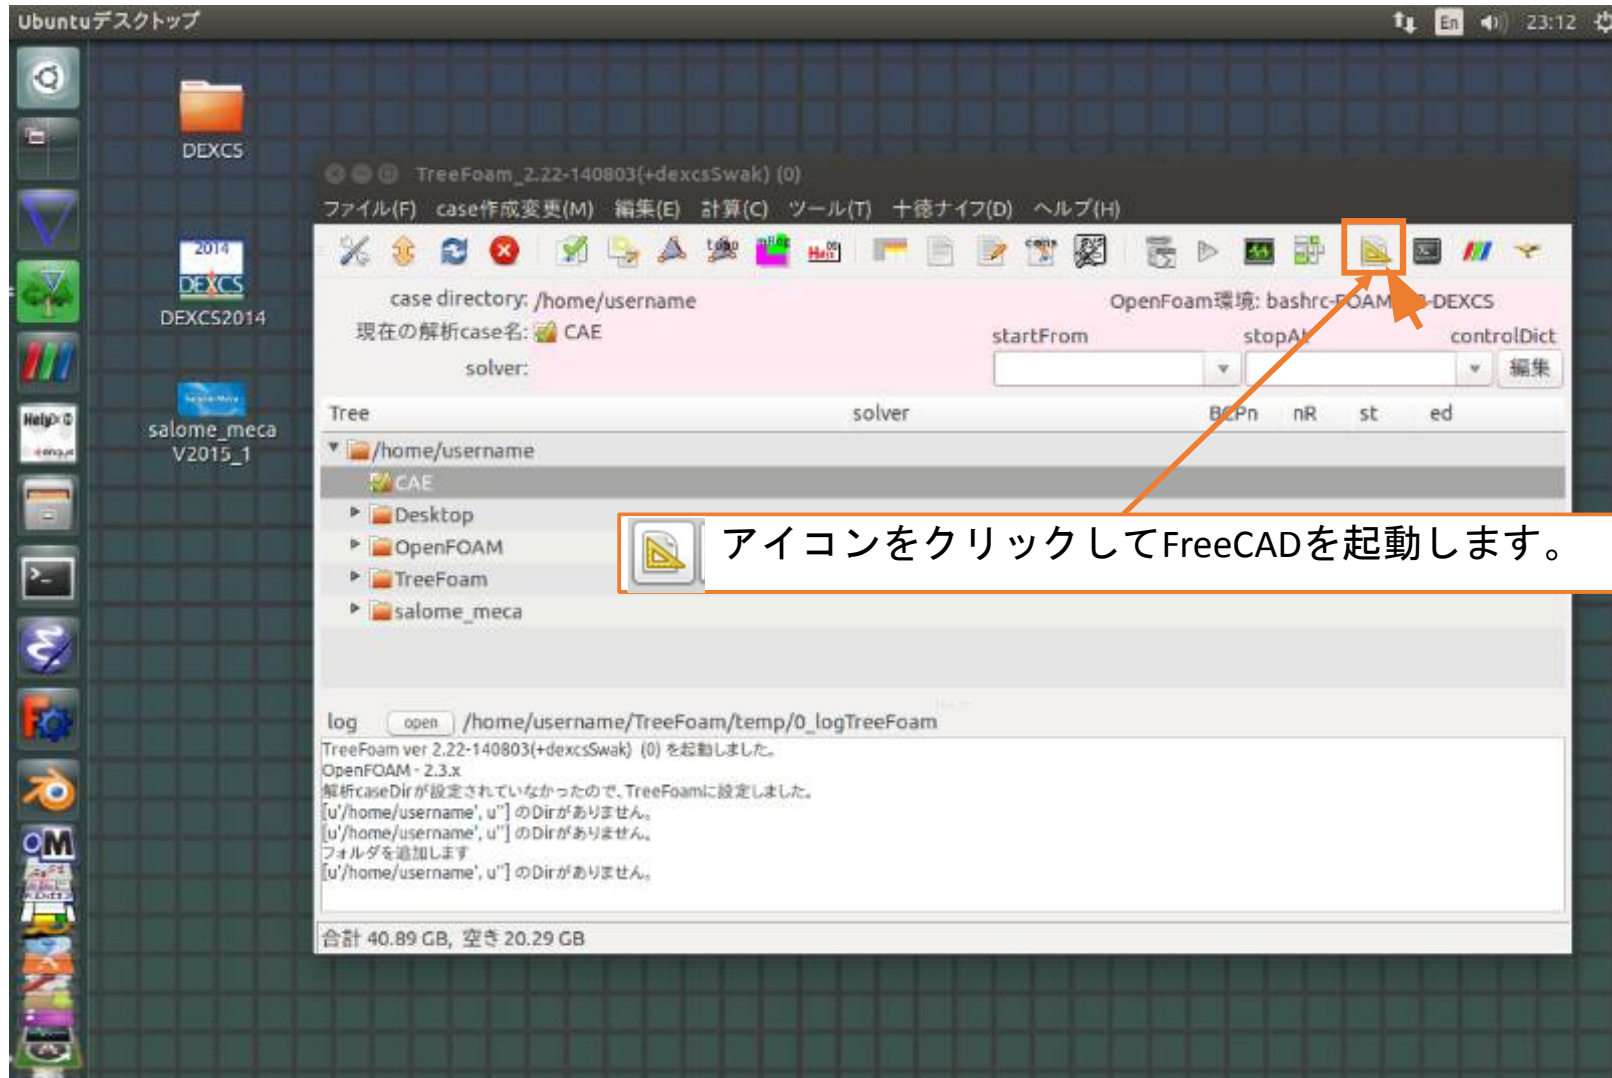 Ubuntuデスクトップ
En
23:12
DEXCS
2014
DEXCS
DEXCS2014
salome_meca
V2015_1
TreeFoam_2.22-140803(+dexcsSwak) (0)
ファイル(F) case作成変更(M) 編集(E) 計算(C) ツール(T) 十徳ナイフ(D) ヘルプ(H)
case directory: /home/username
OpenFoam環境: bashrc-FOAM
-DEXCS
現在の解析case名: CAE
startFrom stopAt controlDict
solver:
編集
Tree solver BCPn nR st ed
/home/username
CAE
Desktop
OpenFOAM
TreeFoam
salome_meca
アイコンをクリックしてFreeCADを起動します。
log open /home/username/TreeFoam/temp/0_logTreeFoam
TreeFoam ver 2.22-140803(+dexcsSwak) (0) を起動しました。
OpenFOAM - 2.3.x
解析caseDirが設定されていなかったので、TreeFoamに設定しました。
[u'/home/username', u''] のDirがありません。
[u'/home/username', u''] のDirがありません。
フォルダを追加します
[u'/home/username', u''] のDirがありません。
合計 40.89 GB, 空き 20.29 GB